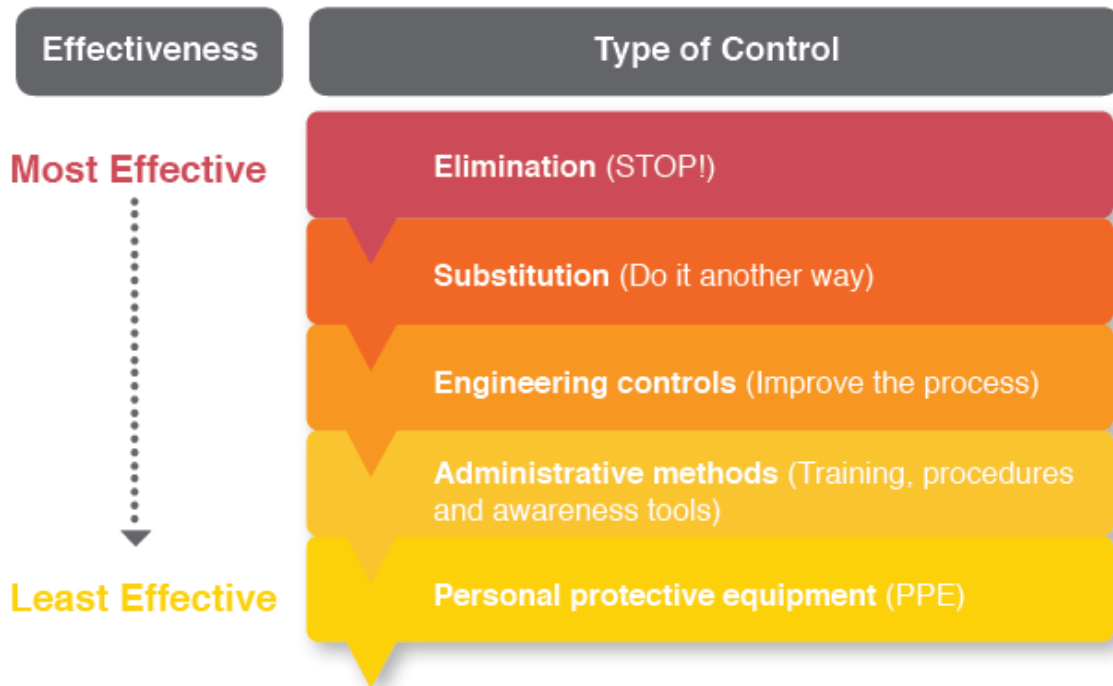 Effectiveness
Type of Control
Most Effective
Elimination (STOP!)
Substitution (Do it another way)
Engineering controls (Improve the process)
Administrative methods (Training, procedures
and awareness tools)
Least Effective
Personal protective equipment (PPE)